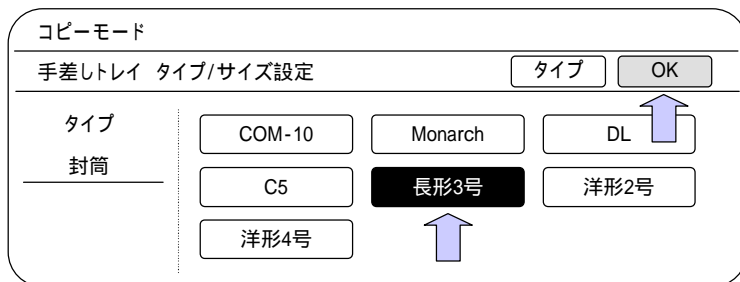 コピーモード
手差しトレイ タイプ/サイズ設定 タイプ OK
タイプ
封筒
COM-10 Monarch DL
C5 長形3号 洋形2号
洋形4号